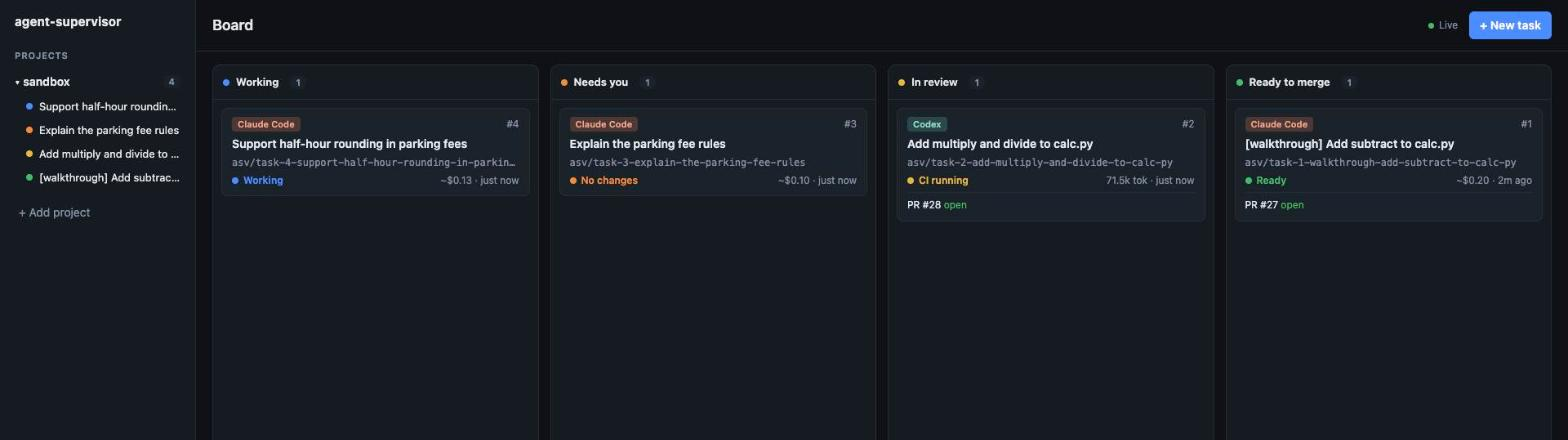 agent-supervisor
PROJECTS
sandbox 4
Support half-hour roundin...
Explain the parking fee rules
Add multiply and divide to ...
[walkthrough] Add subtrac...
+ Add project
Board
Live
+ New task
Working 1
Claude Code #4
Support half-hour rounding in parking fees
asv/task-4-support-half-hour-rounding-in-parkin…
Working ~$0.13 · just now
Needs you 1
Claude Code #3
Explain the parking fee rules
asv/task-3-explain-the-parking-fee-rules
No changes ~$0.10 · just now
In review 1
Codex #2
Add multiply and divide to calc.py
asv/task-2-add-multiply-and-divide-to-calc-py
CI running 71.5k tok · just now
PR #28 open
Ready to merge 1
Claude Code #1
[walkthrough] Add subtract to calc.py
asv/task-1-walkthrough-add-subtract-to-calc-py
Ready ~$0.20 · 2m ago
PR #27 open